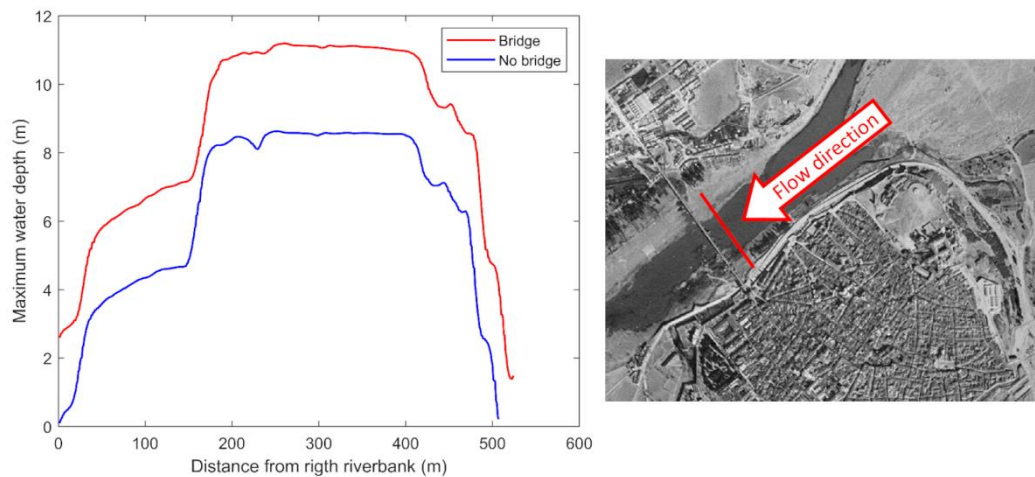 12
10
8
6
4
2
0
Maximum water depth (m)
Bridge
No bridge
0 100 200 300 400 500 600
Distance from rigth riverbank (m)
Flow direction